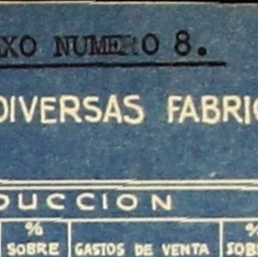 XO NUMERO 8.
DIVERSAS FABRI
DUCCION
% %
SOBRE GASTOS DE VENTA SOB